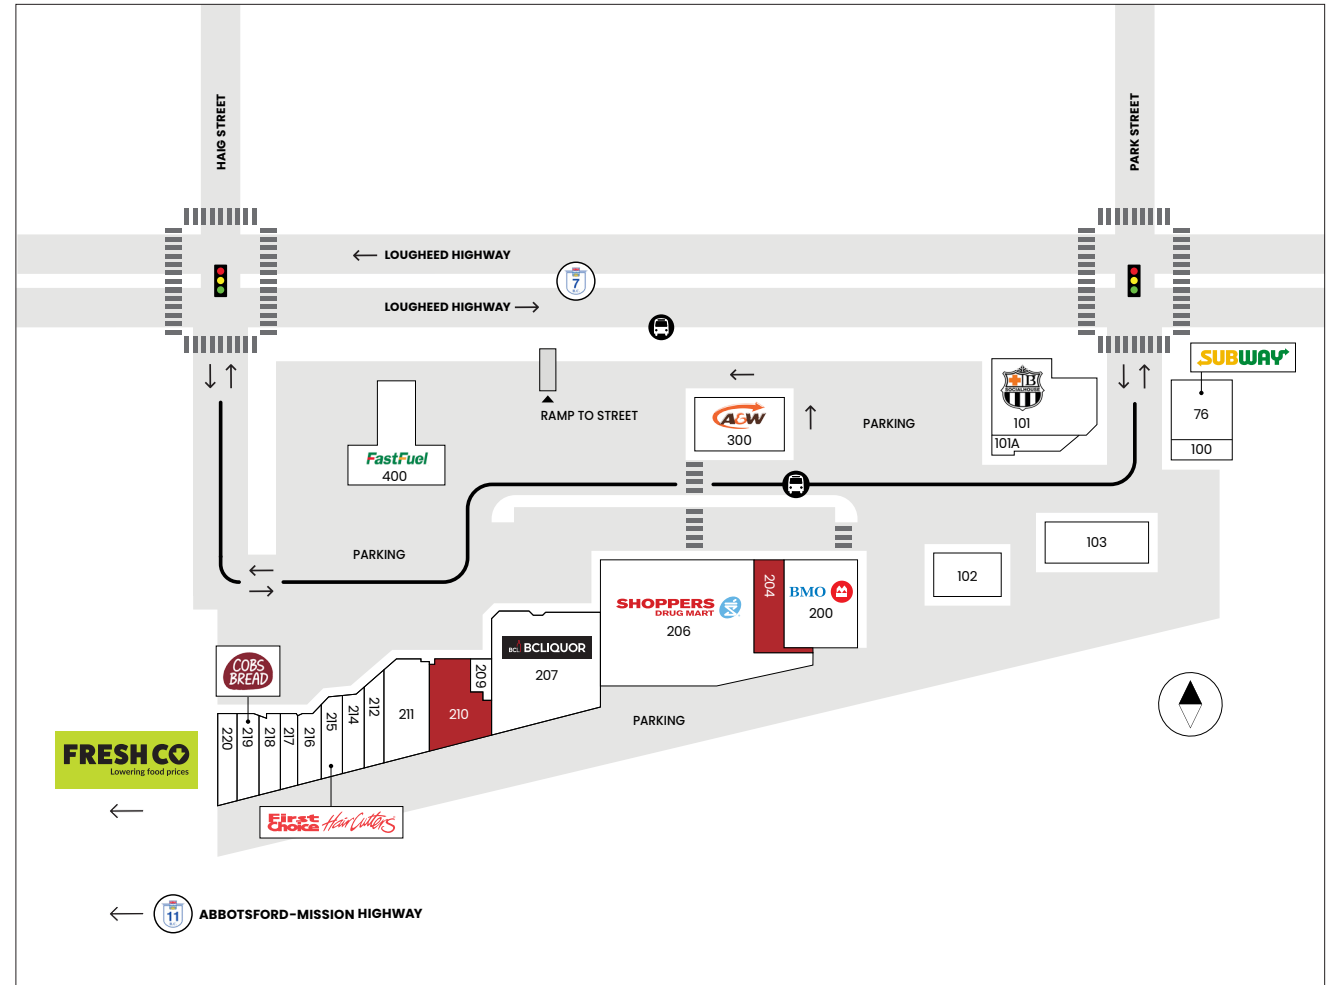 HAIG STREET
PARK STREET
LOUGHEED HIGHWAY
7
LOUGHEED HIGHWAY
SUBWAY
76
100
RAMP TO STREET
A&W
300
PARKING
B
SOCIALHOUSE
101
101A
FastFuel
400
PARKING
103
102
SHOPPERS
DRUG MART
206
204
BMO
200
BCL BCLIQUOR
207
209
210
211
212
214
215
216
217
218
219
220
COBS
BREAD
PARKING
FRESHCO
Lowering food prices
First
Choice HairCutters
11
ABBOTSFORD-MISSION HIGHWAY